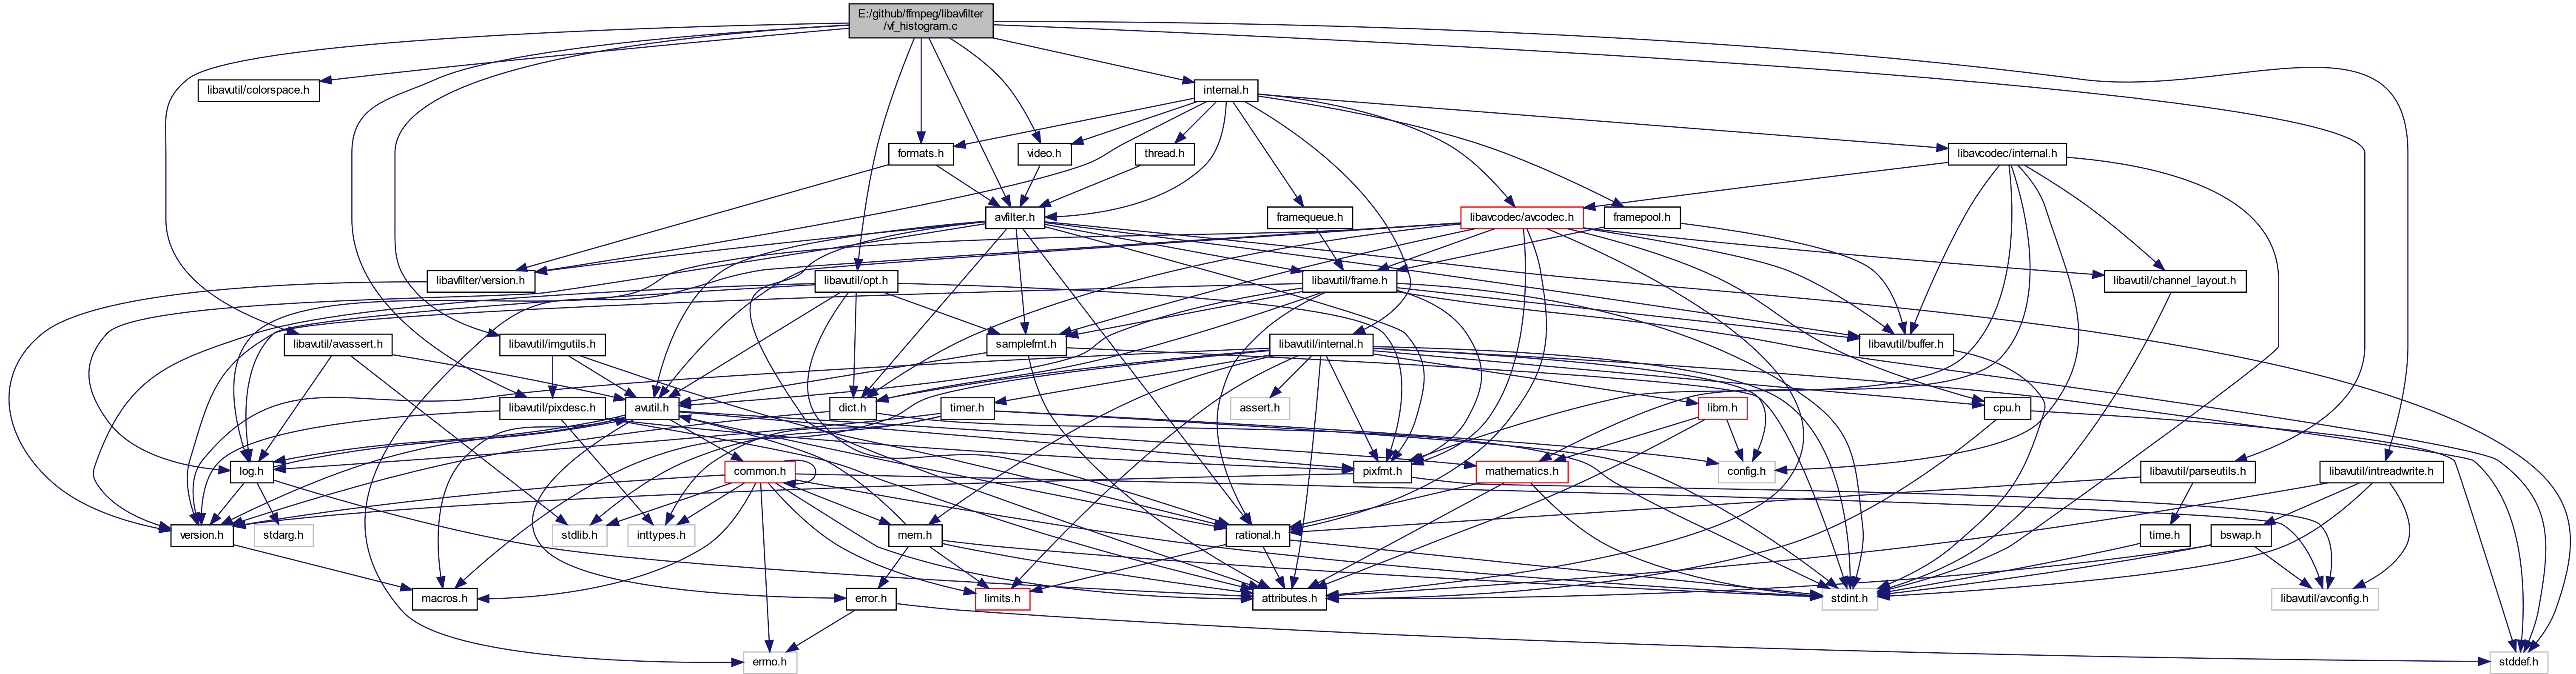 E:/github/ffmpeg/libavfilter
/vf_histogram.c
libavutil/colorspace.h
internal.h
formats.h
video.h
thread.h
libavcodec/internal.h
avfilter.h
framequeue.h
libavcodec/avcodec.h
framepool.h
libavfilter/version.h
libavutil/opt.h
libavutil/frame.h
libavutil/channel_layout.h
libavutil/avassert.h
libavutil/imgutils.h
samplefmt.h
libavutil/internal.h
libavutil/buffer.h
libavutil/pixdesc.h
avutil.h
dict.h
timer.h
assert.h
libm.h
cpu.h
log.h
common.h
pixfmt.h
mathematics.h
config.h
libavutil/parseutils.h
libavutil/intreadwrite.h
version.h
stdarg.h
stdlib.h
inttypes.h
mem.h
rational.h
time.h
bswap.h
macros.h
error.h
limits.h
attributes.h
stdint.h
libavutil/avconfig.h
errno.h
stddef.h